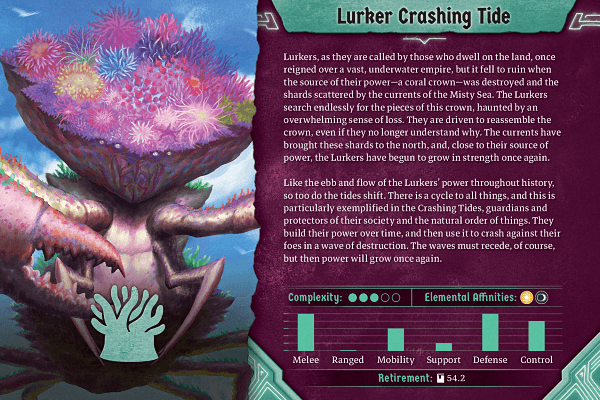 Lurker Crashing Tide
Lurkers, as they are called by those who dwell on the land, once
reigned over a vast, underwater empire, but it fell to ruin when
the source of their power—a coral crown—was destroyed and the
shards scattered by the currents of the Misty Sea. The Lurkers
search endlessly for the pieces of this crown, haunted by an
overwhelming sense of loss. They are driven to reassemble the
crown, even if they no longer understand why. The currents have
brought these shards to the north, and, close to their source of
power, the Lurkers have begun to grow in strength once again.
Like the ebb and flow of the Lurkers' power throughout history,
so too do the tides shift. There is a cycle to all things, and this is
particularly exemplified in the Crashing Tides, guardians and
protectors of their society and the natural order of things. They
build their power over time, and then use it to crash against their
foes in a wave of destruction. The waves must recede, of course,
but then power will grow once again.
Complexity: Elemental Affinities:
Melee Ranged Mobility Support Defense Control
Retirement: 54.2